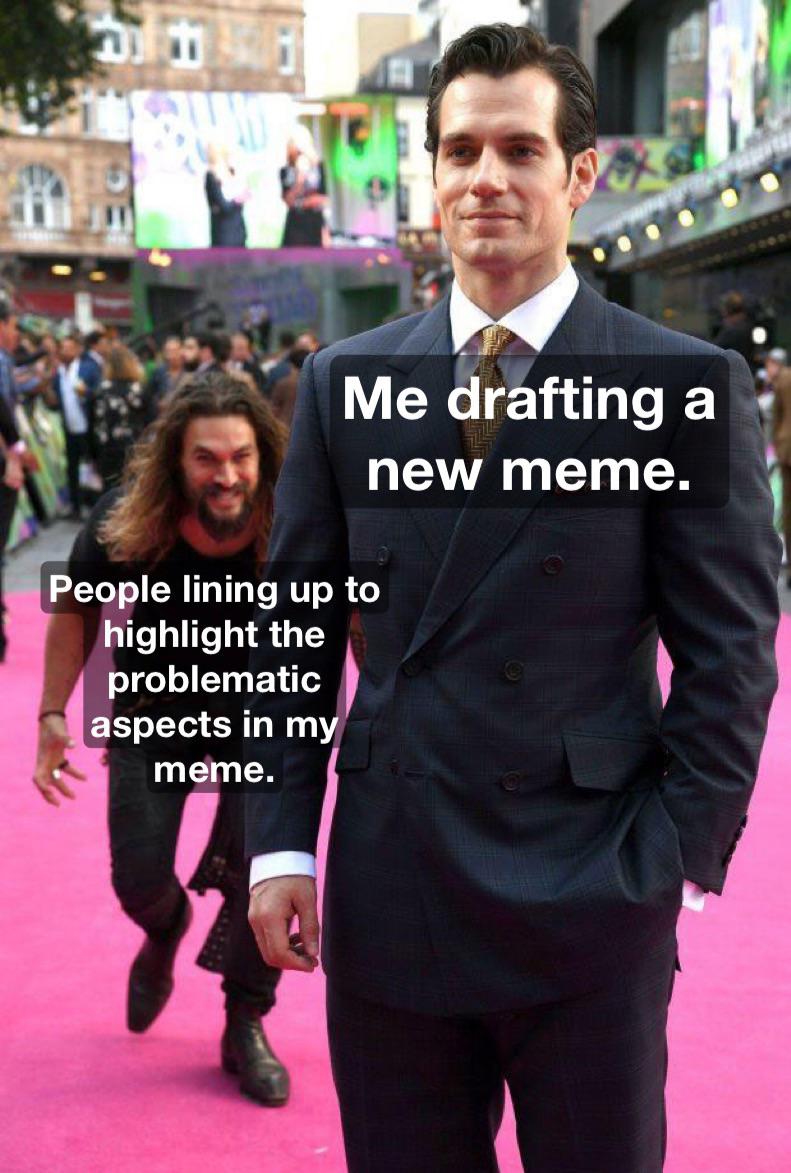 Me drafting a
new meme.
People lining up to
highlight the
problematic
aspects in my
meme.